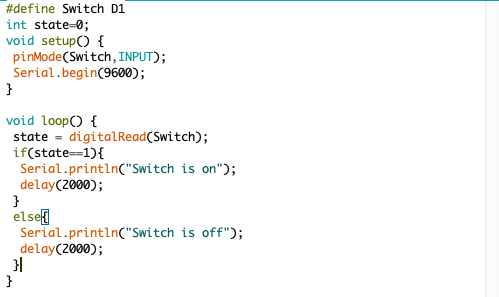 #define Switch D1
int state=0;
void setup() {
 pinMode(Switch,INPUT);
 Serial.begin(9600);
}

void loop() {
 state = digitalRead(Switch);
 if(state==1){
  Serial.println("Switch is on");
  delay(2000);
 }
 else{
  Serial.println("Switch is off");
  delay(2000);
 }
}